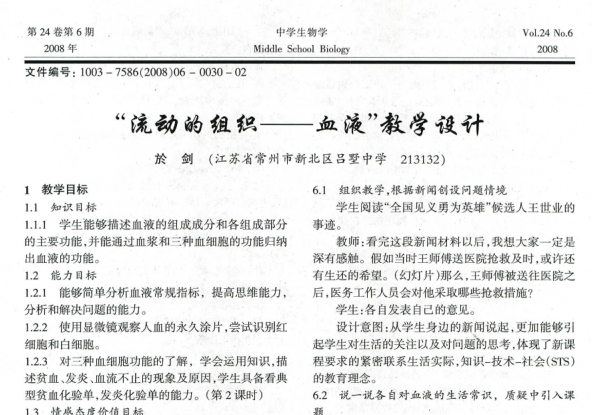 第 24 卷第 6 期
2008 年
中学生物学
Middle School Biology
Vol.24 No.6
2008
文件编号：1003－7586(2008)06－0030－02
“流动的组织——血液”教学设计
於 剑 (江苏省常州市新北区吕墅中学 213132)
1 教学目标
1.1 知识目标
1.1.1 学生能够描述血液的组成成分和各组成部分
的主要功能，并能通过血浆和三种血细胞的功能归纳
出血液的功能。
1.2 能力目标
1.2.1 能够简单分析血液常规指标，提高思维能力，
分析和解决问题的能力。
1.2.2 使用显微镜观察人血的永久涂片，尝试识别红
细胞和白细胞。
1.2.3 对三种血细胞功能的了解，学会运用知识，描
述贫血、发炎、血流不止的现象及原因，学生具备看典
型贫血化验单，发炎化验单的能力。（第 2 课时）
1.3 情感态度价值目标
6.1 组织教学，根据新闻创设问题情境
学生阅读“全国见义勇为英雄”候选人王世业的
事迹。
教师：看完这段新闻材料以后，我想大家一定是
深有感触。假如当时王师傅送医院抢救及时，或许还
有生还的希望。（幻灯片）那么，王师傅被送往医院之
后，医务工作人员会对他采取哪些抢救措施？
学生：各自发表自己的意见。
设计意图：从学生身边的新闻说起，更加能够引
起学生对生活的关注以及对问题的思考，体现了新课
程要求的紧密联系生活实际，知识-技术-社会(STS)
的教育理念。
6.2 说一说各自对血液的生活常识，质疑中引入课
题